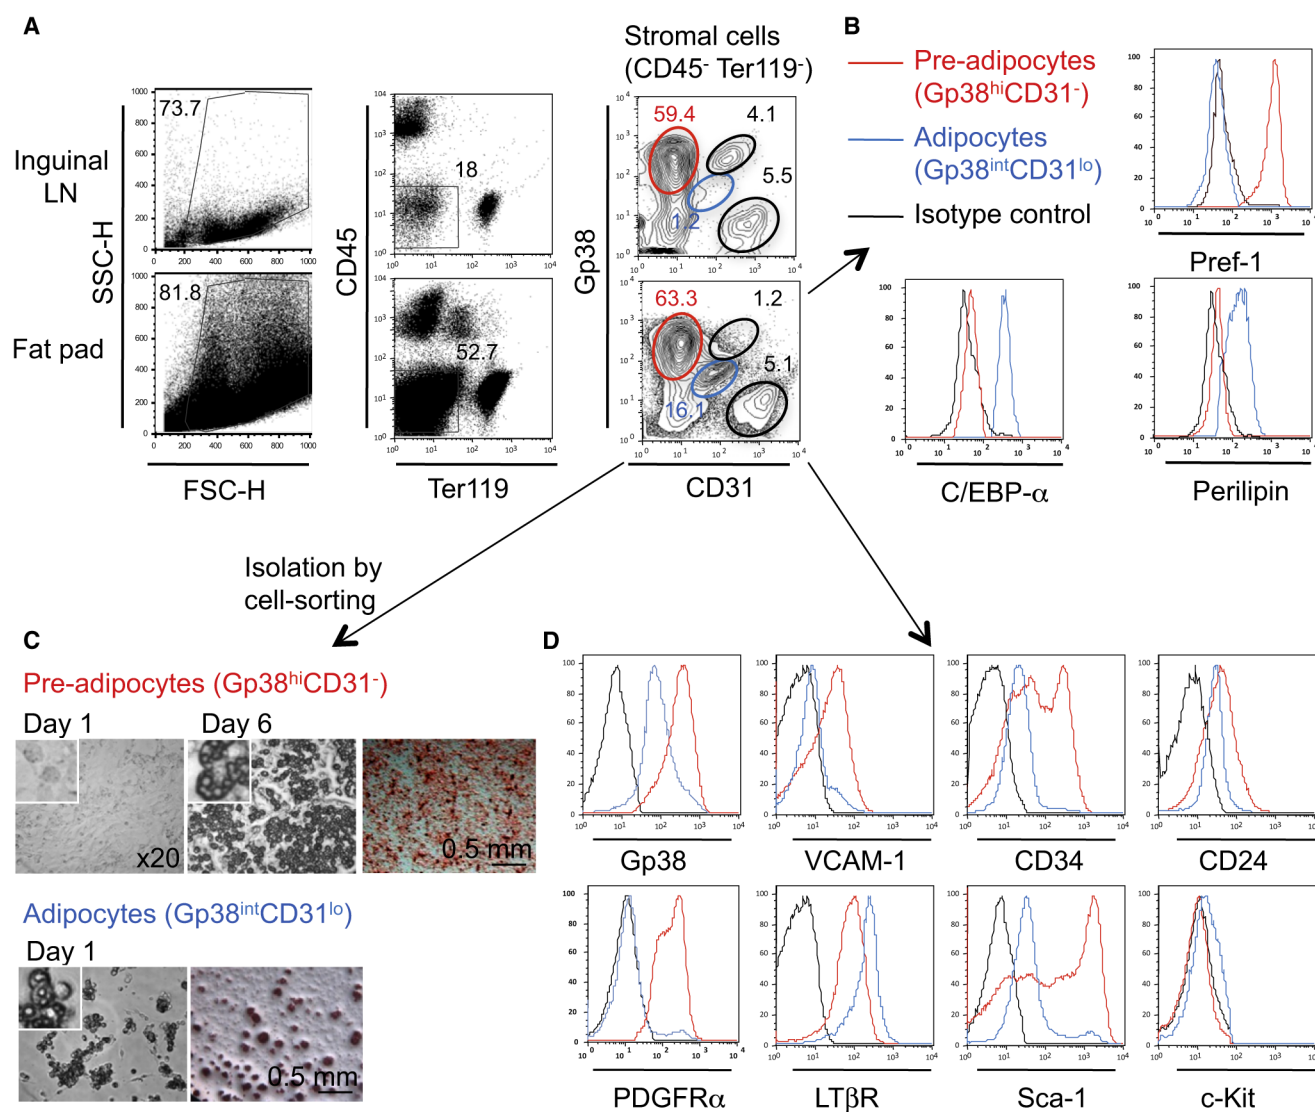 A
Stromal cells
(CD45- Ter119-)
Inguinal
LN
Fat pad
SSC-H
73.7
81.8
FSC-H
CD45
18
52.7
Ter119
Gp38
59.4
4.1
5.5
1.2
63.3
1.2
5.1
16.1
CD31
B
Pre-adipocytes
(Gp38hiCD31-)
Adipocytes
(Gp38intCD31lo)
Isotype control
Pref-1
C/EBP-α
Perilipin
Isolation by
cell-sorting
C
Pre-adipocytes (Gp38hiCD31-)
Day 1
Day 6
x20
0.5 mm
Adipocytes (Gp38intCD31lo)
Day 1
0.5 mm
D
Gp38
VCAM-1
CD34
CD24
PDGFRα
LTβR
Sca-1
c-Kit